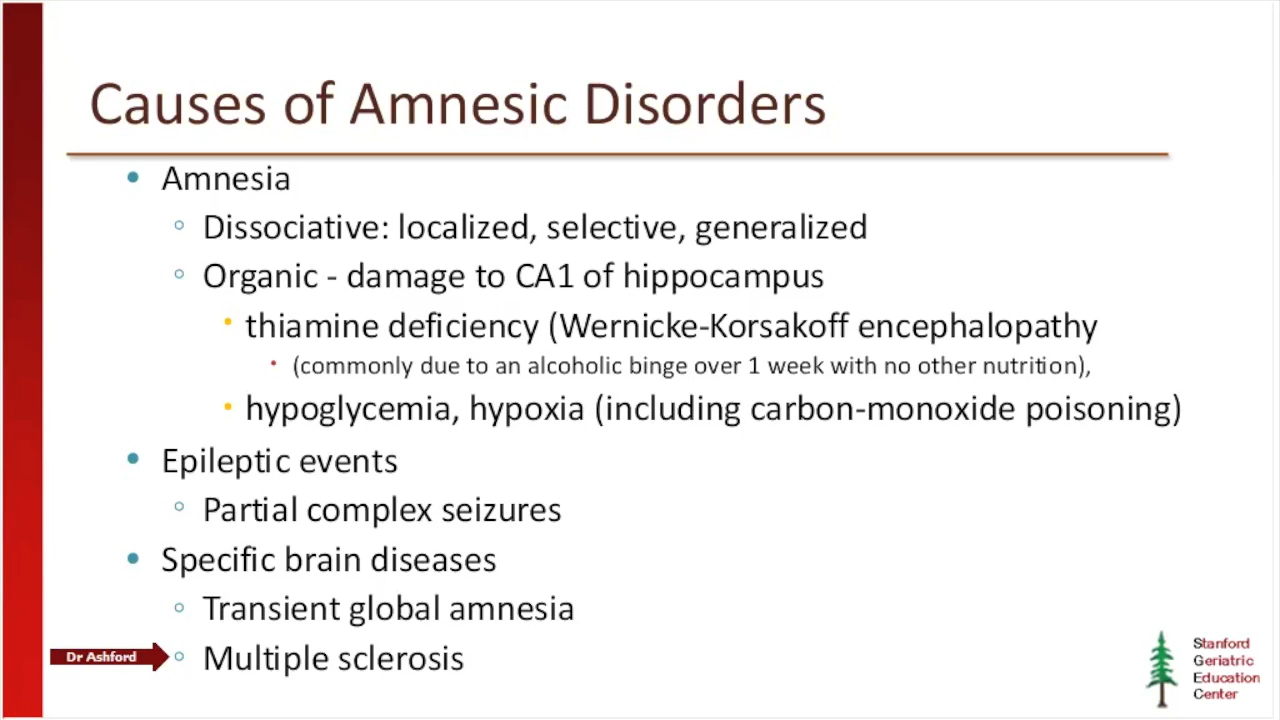 Causes of Amnesic Disorders
• Amnesia
◦ Dissociative: localized, selective, generalized
◦ Organic - damage to CA1 of hippocampus
• thiamine deficiency (Wernicke-Korsakoff encephalopathy
• (commonly due to an alcoholic binge over 1 week with no other nutrition),
• hypoglycemia, hypoxia (including carbon-monoxide poisoning)
• Epileptic events
◦ Partial complex seizures
• Specific brain diseases
◦ Transient global amnesia
Dr Ashford
◦ Multiple sclerosis
Stanford
Geriatric
Education
Center